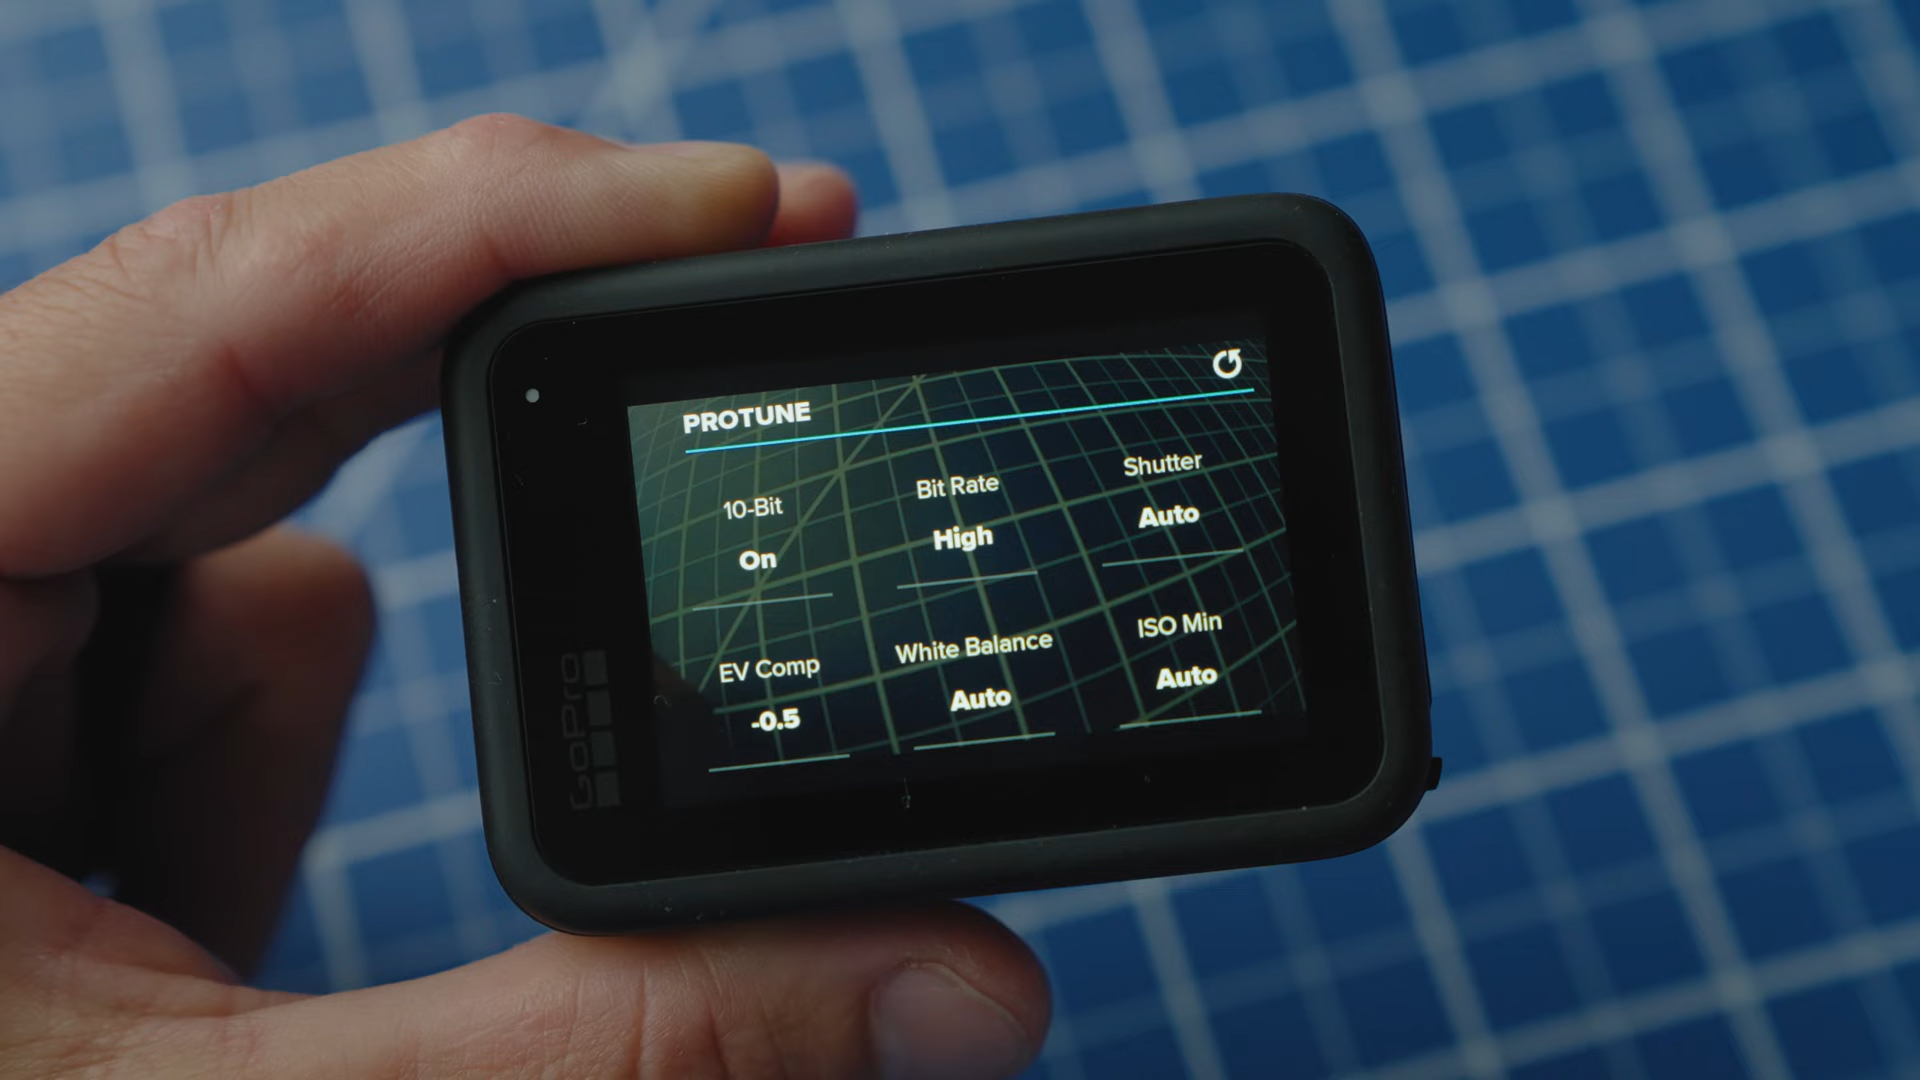 PROTUNE
10-Bit
On
Bit Rate
High
Shutter
Auto
EV Comp
-0.5
White Balance
Auto
ISO Min
Auto
GoPro